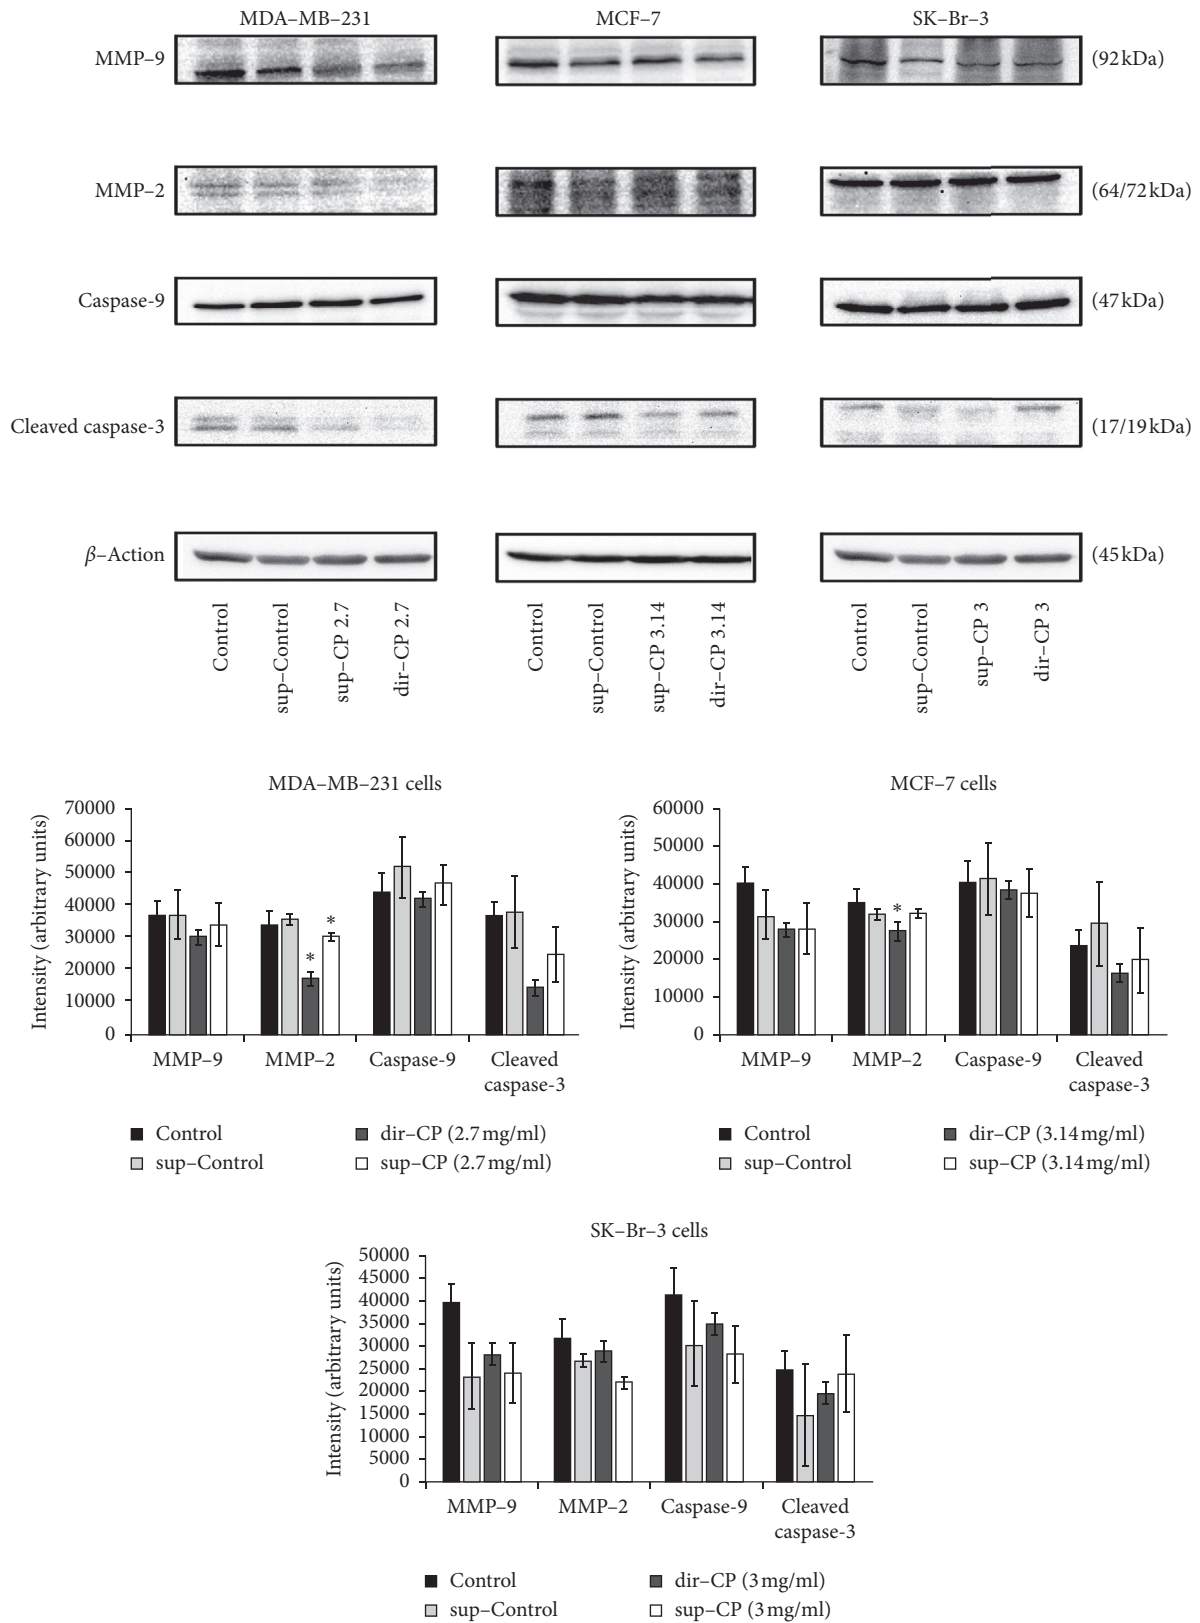 MDA–MB–231 MCF–7 SK–Br–3
MMP–9 (92 kDa)
MMP–2 (64/72 kDa)
Caspase-9 (47 kDa)
Cleaved caspase-3 (17/19 kDa)
β–Action (45 kDa)
Control
sup–Control
sup–CP 2.7
dir–CP 2.7
Control
sup–Control
sup–CP 3.14
dir–CP 3.14
Control
sup–Control
sup–CP 3
dir–CP 3
MDA–MB–231 cells
Intensity (arbitrary units)
70000
60000
50000
40000
30000
20000
10000
0
*
*
MMP–9 MMP–2 Caspase-9 Cleaved
caspase-3
Control dir–CP (2.7 mg/ml)
sup–Control sup–CP (2.7 mg/ml)
MCF–7 cells
Intensity (arbitrary units)
60000
50000
40000
30000
20000
10000
0
*
MMP–9 MMP–2 Caspase-9 Cleaved
caspase-3
Control dir–CP (3.14 mg/ml)
sup–Control sup–CP (3.14 mg/ml)
SK–Br–3 cells
Intensity (arbitrary units)
50000
45000
40000
35000
30000
25000
20000
15000
10000
5000
0
MMP–9 MMP–2 Caspase-9 Cleaved
caspase-3
Control dir–CP (3 mg/ml)
sup–Control sup–CP (3 mg/ml)